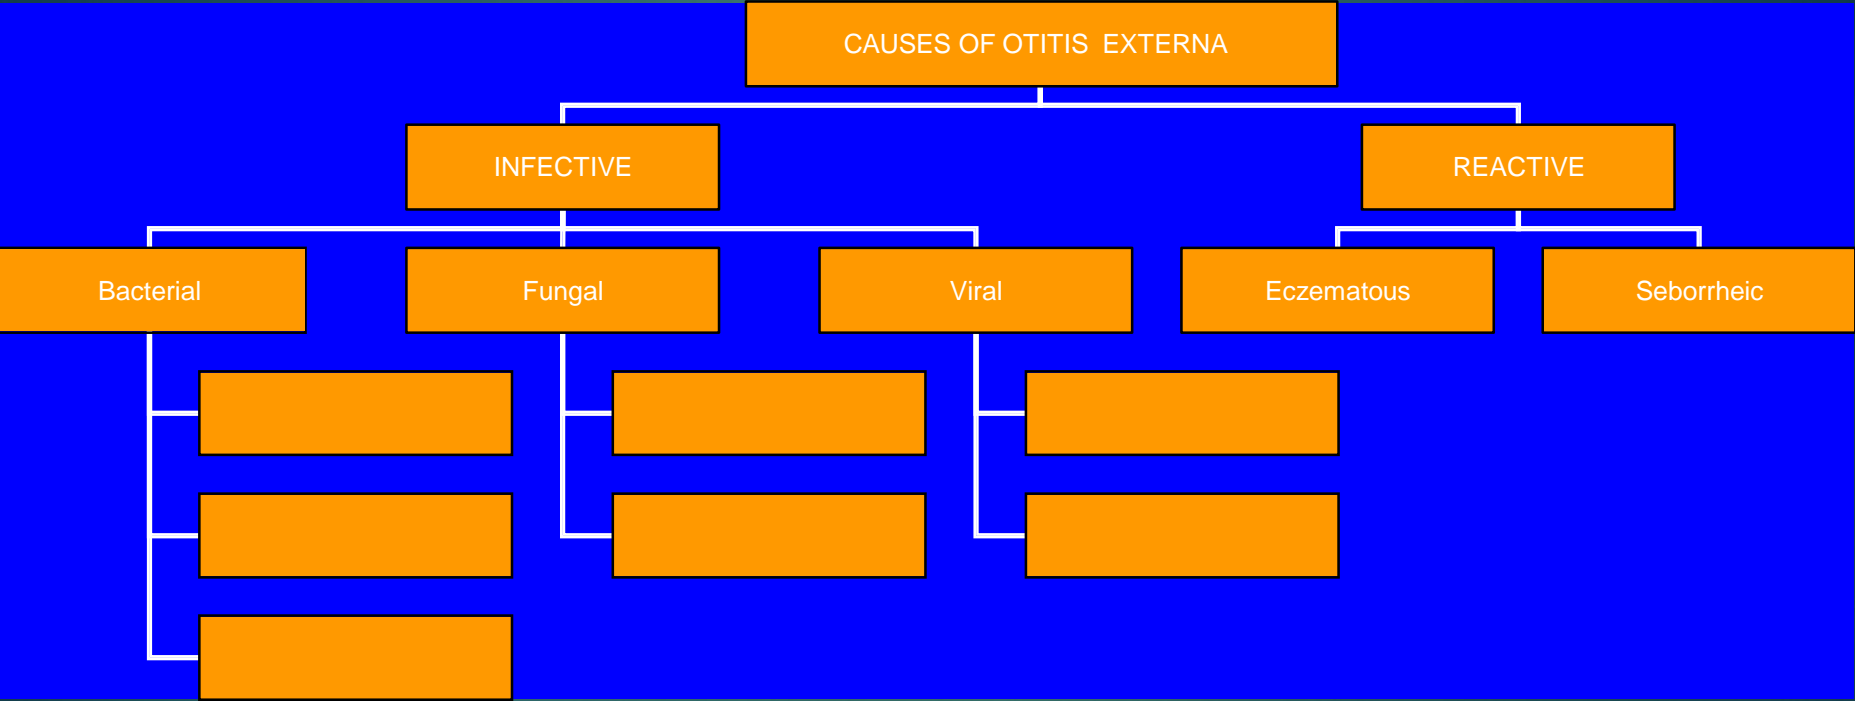 CAUSES OF OTITIS EXTERNA
INFECTIVE
REACTIVE
Bacterial
Fungal
Viral
Eczematous
Seborrheic